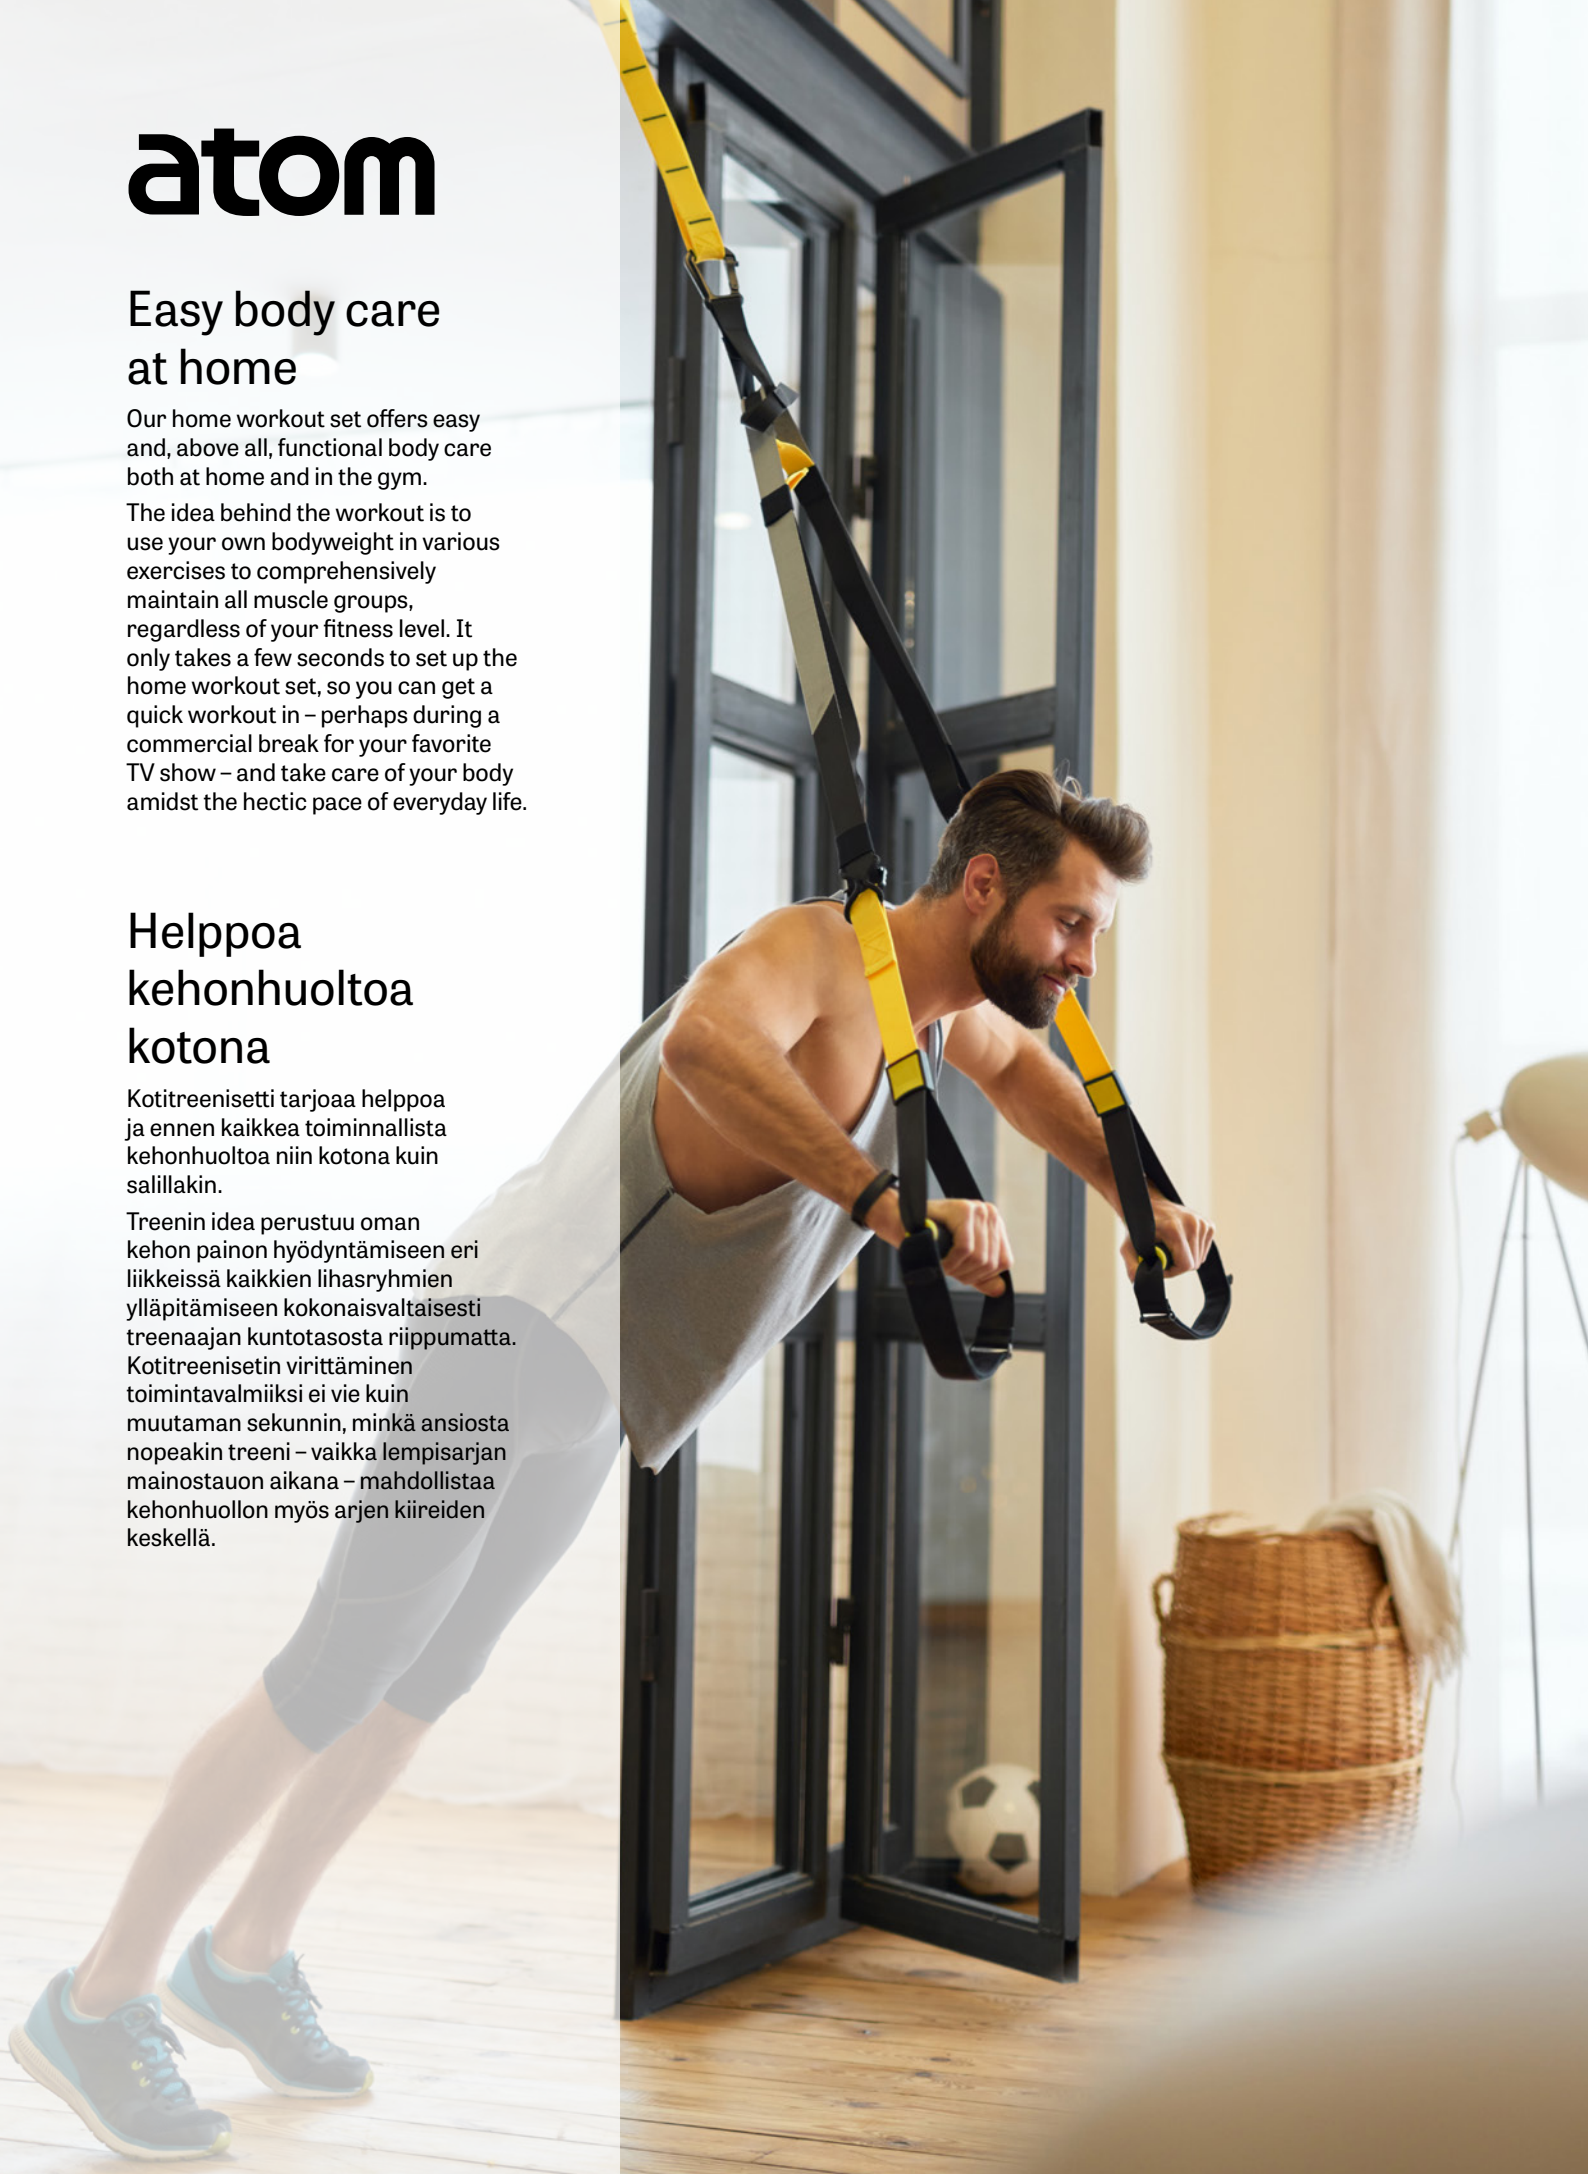 atom
Easy body care
at home
Our home workout set offers easy
and, above all, functional body care
both at home and in the gym.
The idea behind the workout is to
use your own bodyweight in various
exercises to comprehensively
maintain all muscle groups,
regardless of your fitness level. It
only takes a few seconds to set up the
home workout set, so you can get a
quick workout in – perhaps during a
commercial break for your favorite
TV show – and take care of your body
amidst the hectic pace of everyday life.
Helppoa
kehonhuoltoa
kotona
Kotitreenisetti tarjoaa helppoa
ja ennen kaikkea toiminnallista
kehonhuoltoa niin kotona kuin
salillakin.
Treenin idea perustuu oman
kehon painon hyödyntämiseen eri
liikkeissä kaikkien lihasryhmien
ylläpitämiseen kokonaisvaltaisesti
treenaajan kuntotasosta riippumatta.
Kotitreenisetin virittäminen
toimintavalmiiksi ei vie kuin
muutaman sekunnin, minkä ansiosta
nopeakin treeni – vaikka lempisarjan
mainostauon aikana – mahdollistaa
kehonhuollon myös arjen kiireiden
keskellä.